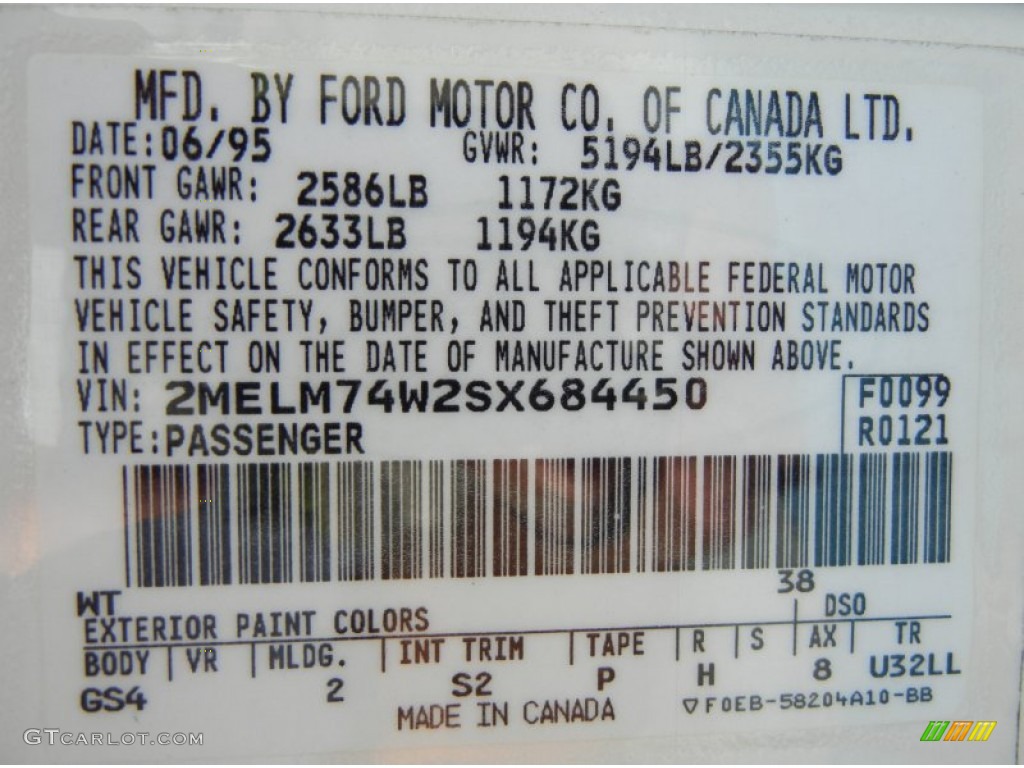 MFD. BY FORD MOTOR CO. OF CANADA LTD.
DATE: 06/95 GVWR: 5194LB/2355KG
FRONT GAWR: 2586LB 1172KG
REAR GAWR: 2633LB 1194KG
THIS VEHICLE CONFORMS TO ALL APPLICABLE FEDERAL MOTOR
VEHICLE SAFETY, BUMPER, AND THEFT PREVENTION STANDARDS
IN EFFECT ON THE DATE OF MANUFACTURE SHOWN ABOVE.
VIN: 2MELM74W2SX684450 F0099
TYPE: PASSENGER R0121
WT 38
EXTERIOR PAINT COLORS DSO
BODY VR MLDG. INT TRIM TAPE R S AX TR
GS4 2 S2 P H 8 U32LL
MADE IN CANADA ▽F0EB-58204A10-BB
GTCARLOT.COM